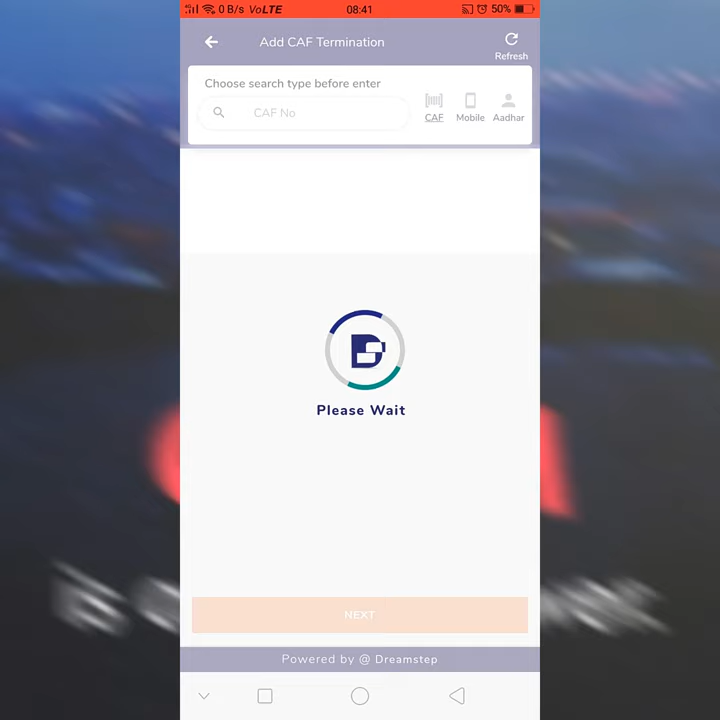 0 B/s VoLTE 08:41 50%
Add CAF Termination
Refresh
Choose search type before enter
CAF No
CAF Mobile Aadhar
Please Wait
NEXT
Powered by @ Dreamstep